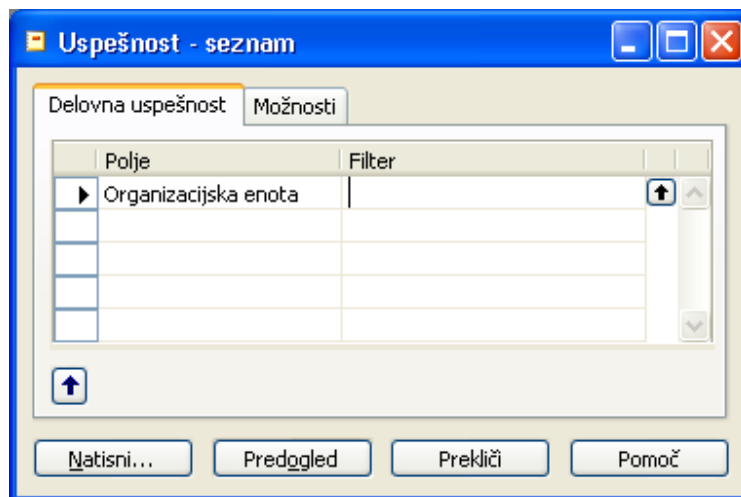 Uspešnost - seznam
Delovna uspešnost Možnosti
Polje Filter
Organizacijska enota
Natisni... Predogled Prekliči Pomoč